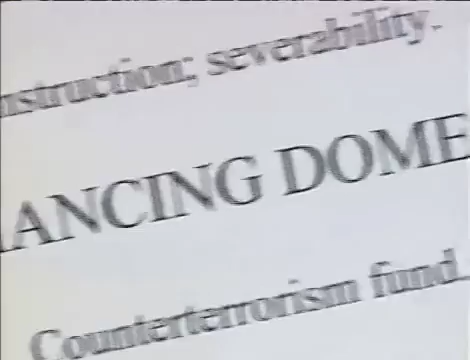 nstruction; severability.
ANCING DOME
Counterterrorism fund.